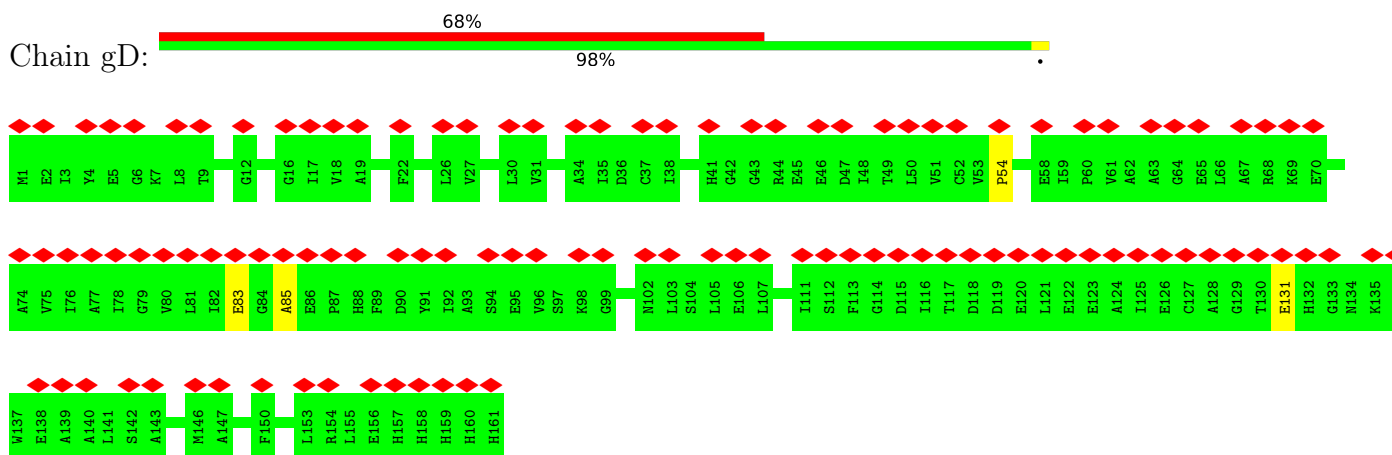 68%
Chain gD:
98%
•
M1 E2 I3 Y4 E5 G6 K7 L8 T9 G12 G16 I17 V18 A19 F22 L26 V27 L30 V31 A34 I35 D36 C37 I38 H41 G42 G43 R44 E45 E46 D47 I48 T49 L50 V51 C52 V53 P54 E58 I59 P60 V61 A62 A63 G64 E65 L66 A67 R68 K69 E70
A74 V75 I76 A77 I78 G79 V80 L81 I82 E83 G84 A85 E86 P87 H88 F89 D90 Y91 I92 A93 S94 E95 V96 S97 K98 G99 N102 L103 S104 L105 E106 L107 I111 S112 F113 G114 D115 I116 T117 D118 D119 E120 L121 E122 E123 A124 I125 E126 C127 A128 G129 T130 E131 H132 G133 N134 K135
W137 E138 A139 A140 L141 S142 A143 M146 A147 F150 L153 R154 L155 E156 H157 H158 H159 H160 H161